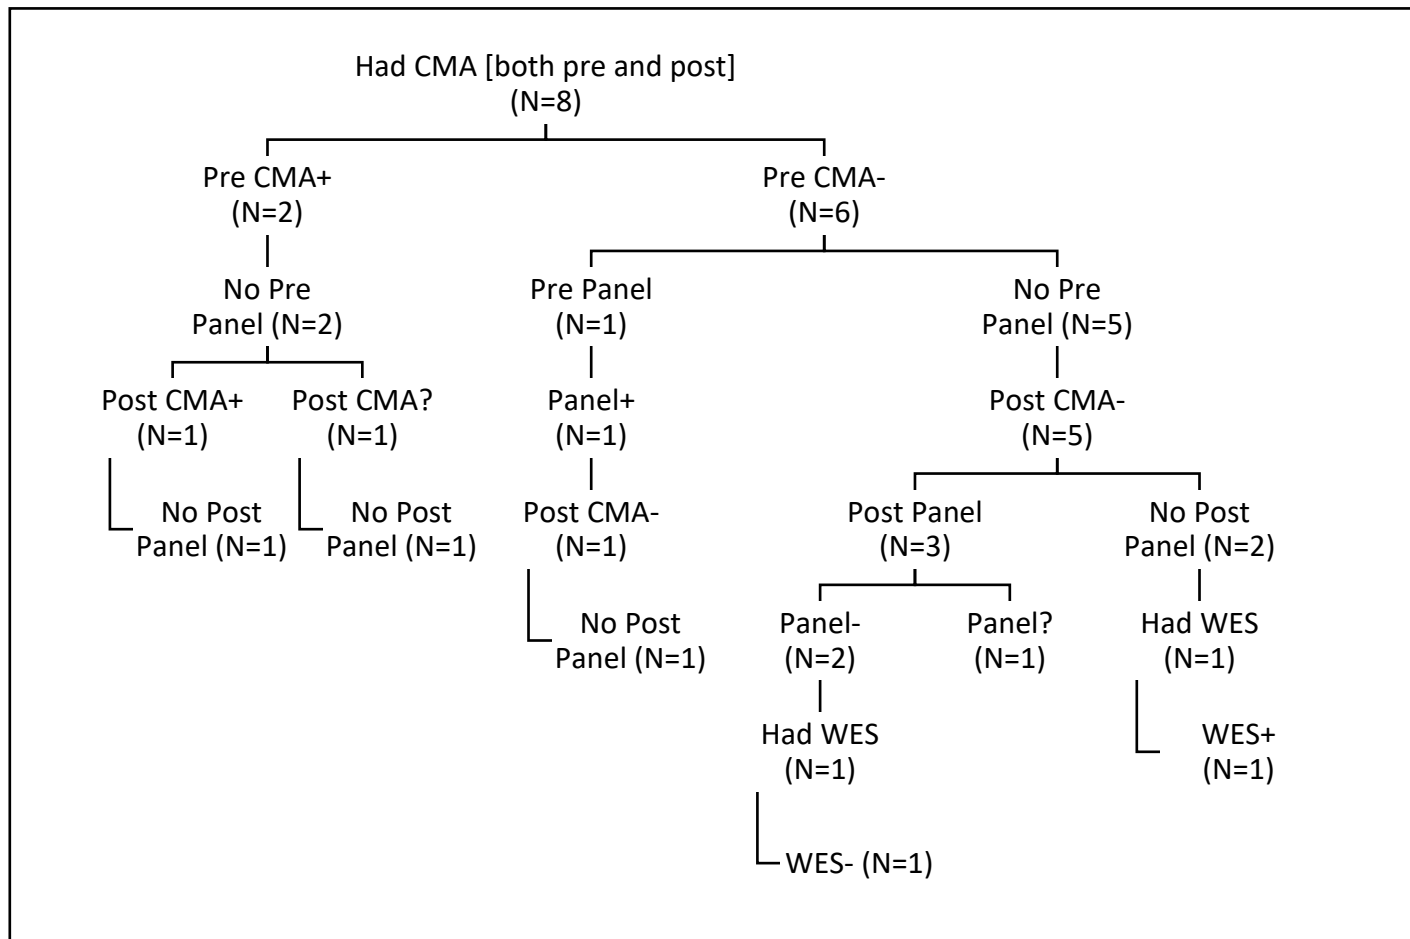 Had CMA [both pre and post]
(N=8)
Pre CMA+
(N=2)
Pre CMA-
(N=6)
No Pre
Panel (N=2)
Pre Panel
(N=1)
No Pre
Panel (N=5)
Post CMA+
(N=1)
Post CMA?
(N=1)
Panel+
(N=1)
Post CMA-
(N=5)
No Post
Panel (N=1)
No Post
Panel (N=1)
Post CMA-
(N=1)
Post Panel
(N=3)
No Post
Panel (N=2)
No Post
Panel (N=1)
Panel-
(N=2)
Panel?
(N=1)
Had WES
(N=1)
Had WES
(N=1)
WES+
(N=1)
WES- (N=1)